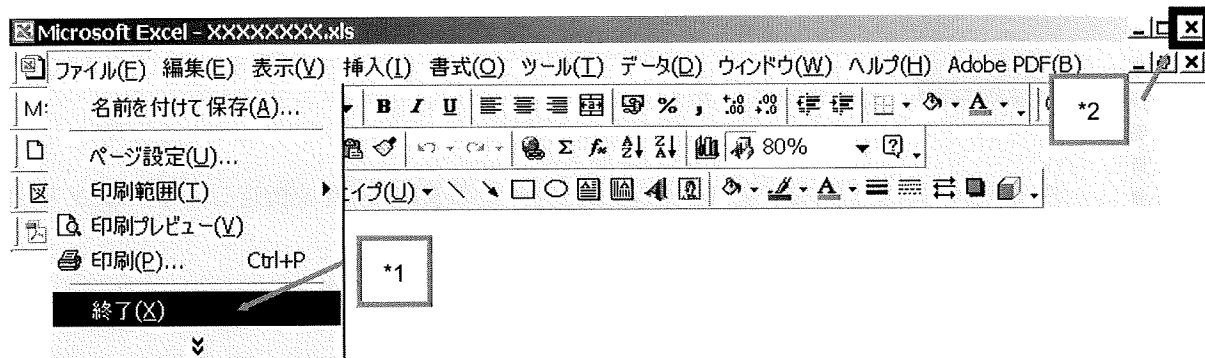 Microsoft Excel - XXXXXXXX.xls
ファイル(F) 編集(E) 表示(V) 挿入(I) 書式(O) ツール(T) データ(D) ウィンドウ(W) ヘルプ(H) Adobe PDF(B)
名前を付けて保存(A)... B I U % ,
*2
ページ設定(U)... Σ 80%
印刷範囲(T) イプ(U)
印刷プレビュー(V)
印刷(P)... Ctrl+P
*1
終了(X)